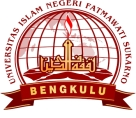 UNIVERSITAS ISLAM NEGERI FATMAWATI SUKARNO
BENGKULU